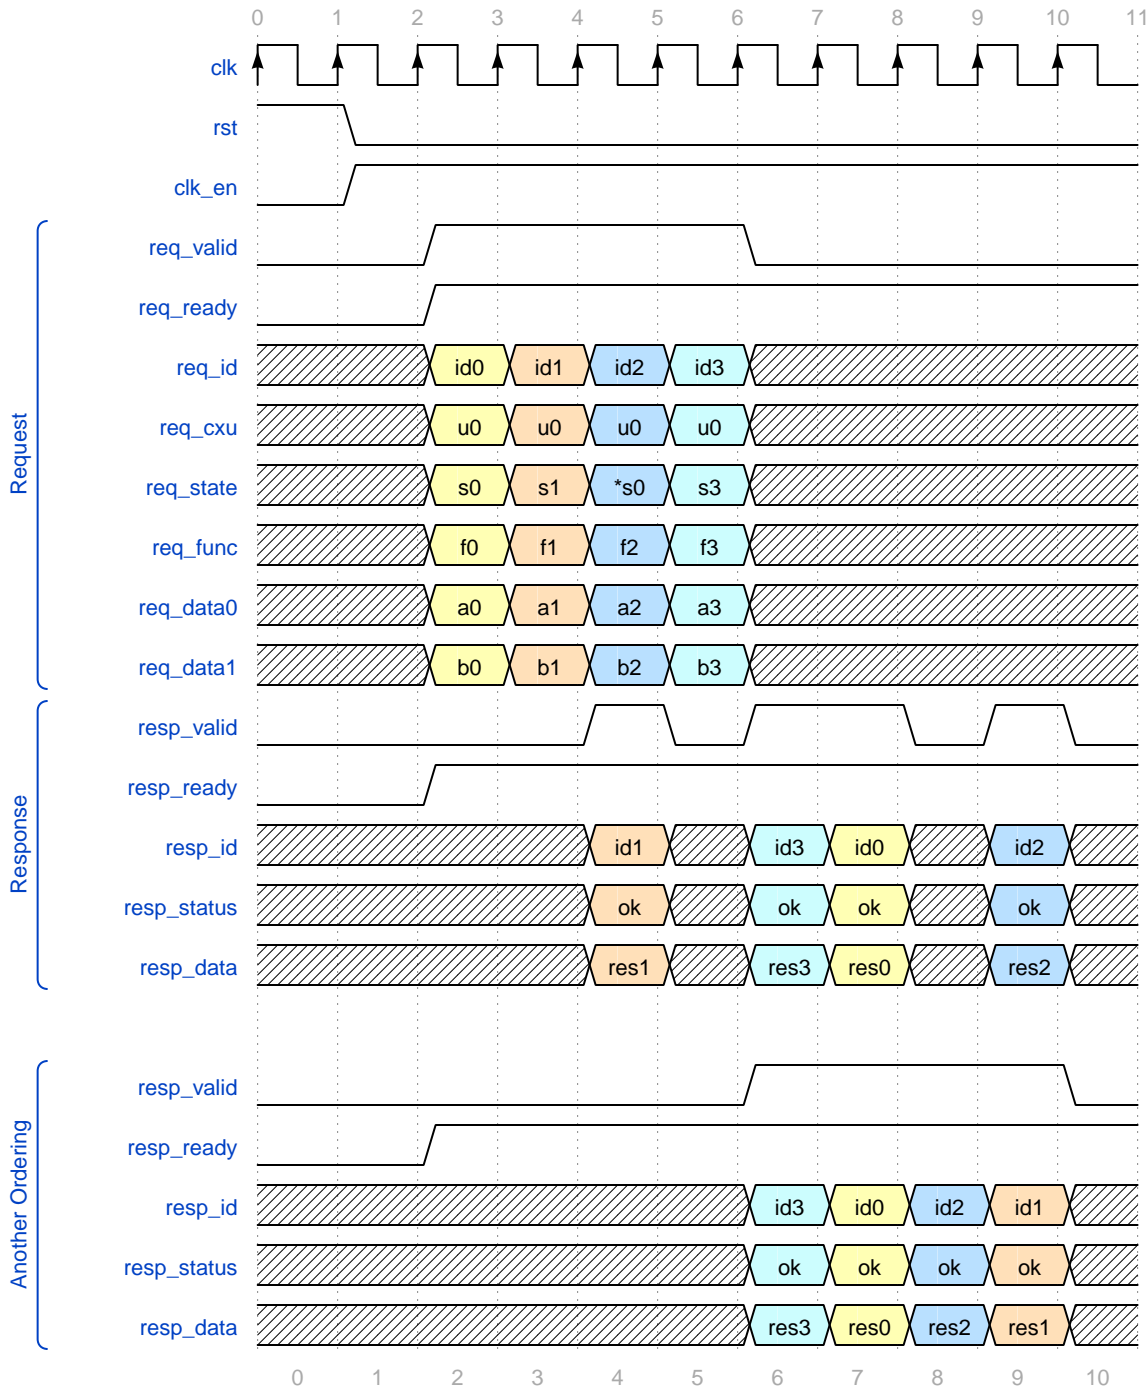 0 1 2 3 4 5 6 7 8 9 10 11
clk
rst
clk_en
Request
req_valid
req_ready
req_id id0 id1 id2 id3
req_cxu u0 u0 u0 u0
req_state s0 s1 *s0 s3
req_func f0 f1 f2 f3
req_data0 a0 a1 a2 a3
req_data1 b0 b1 b2 b3
Response
resp_valid
resp_ready
resp_id id1 id3 id0 id2
resp_status ok ok ok ok
resp_data res1 res3 res0 res2
Another Ordering
resp_valid
resp_ready
resp_id id3 id0 id2 id1
resp_status ok ok ok ok
resp_data res3 res0 res2 res1
0 1 2 3 4 5 6 7 8 9 10